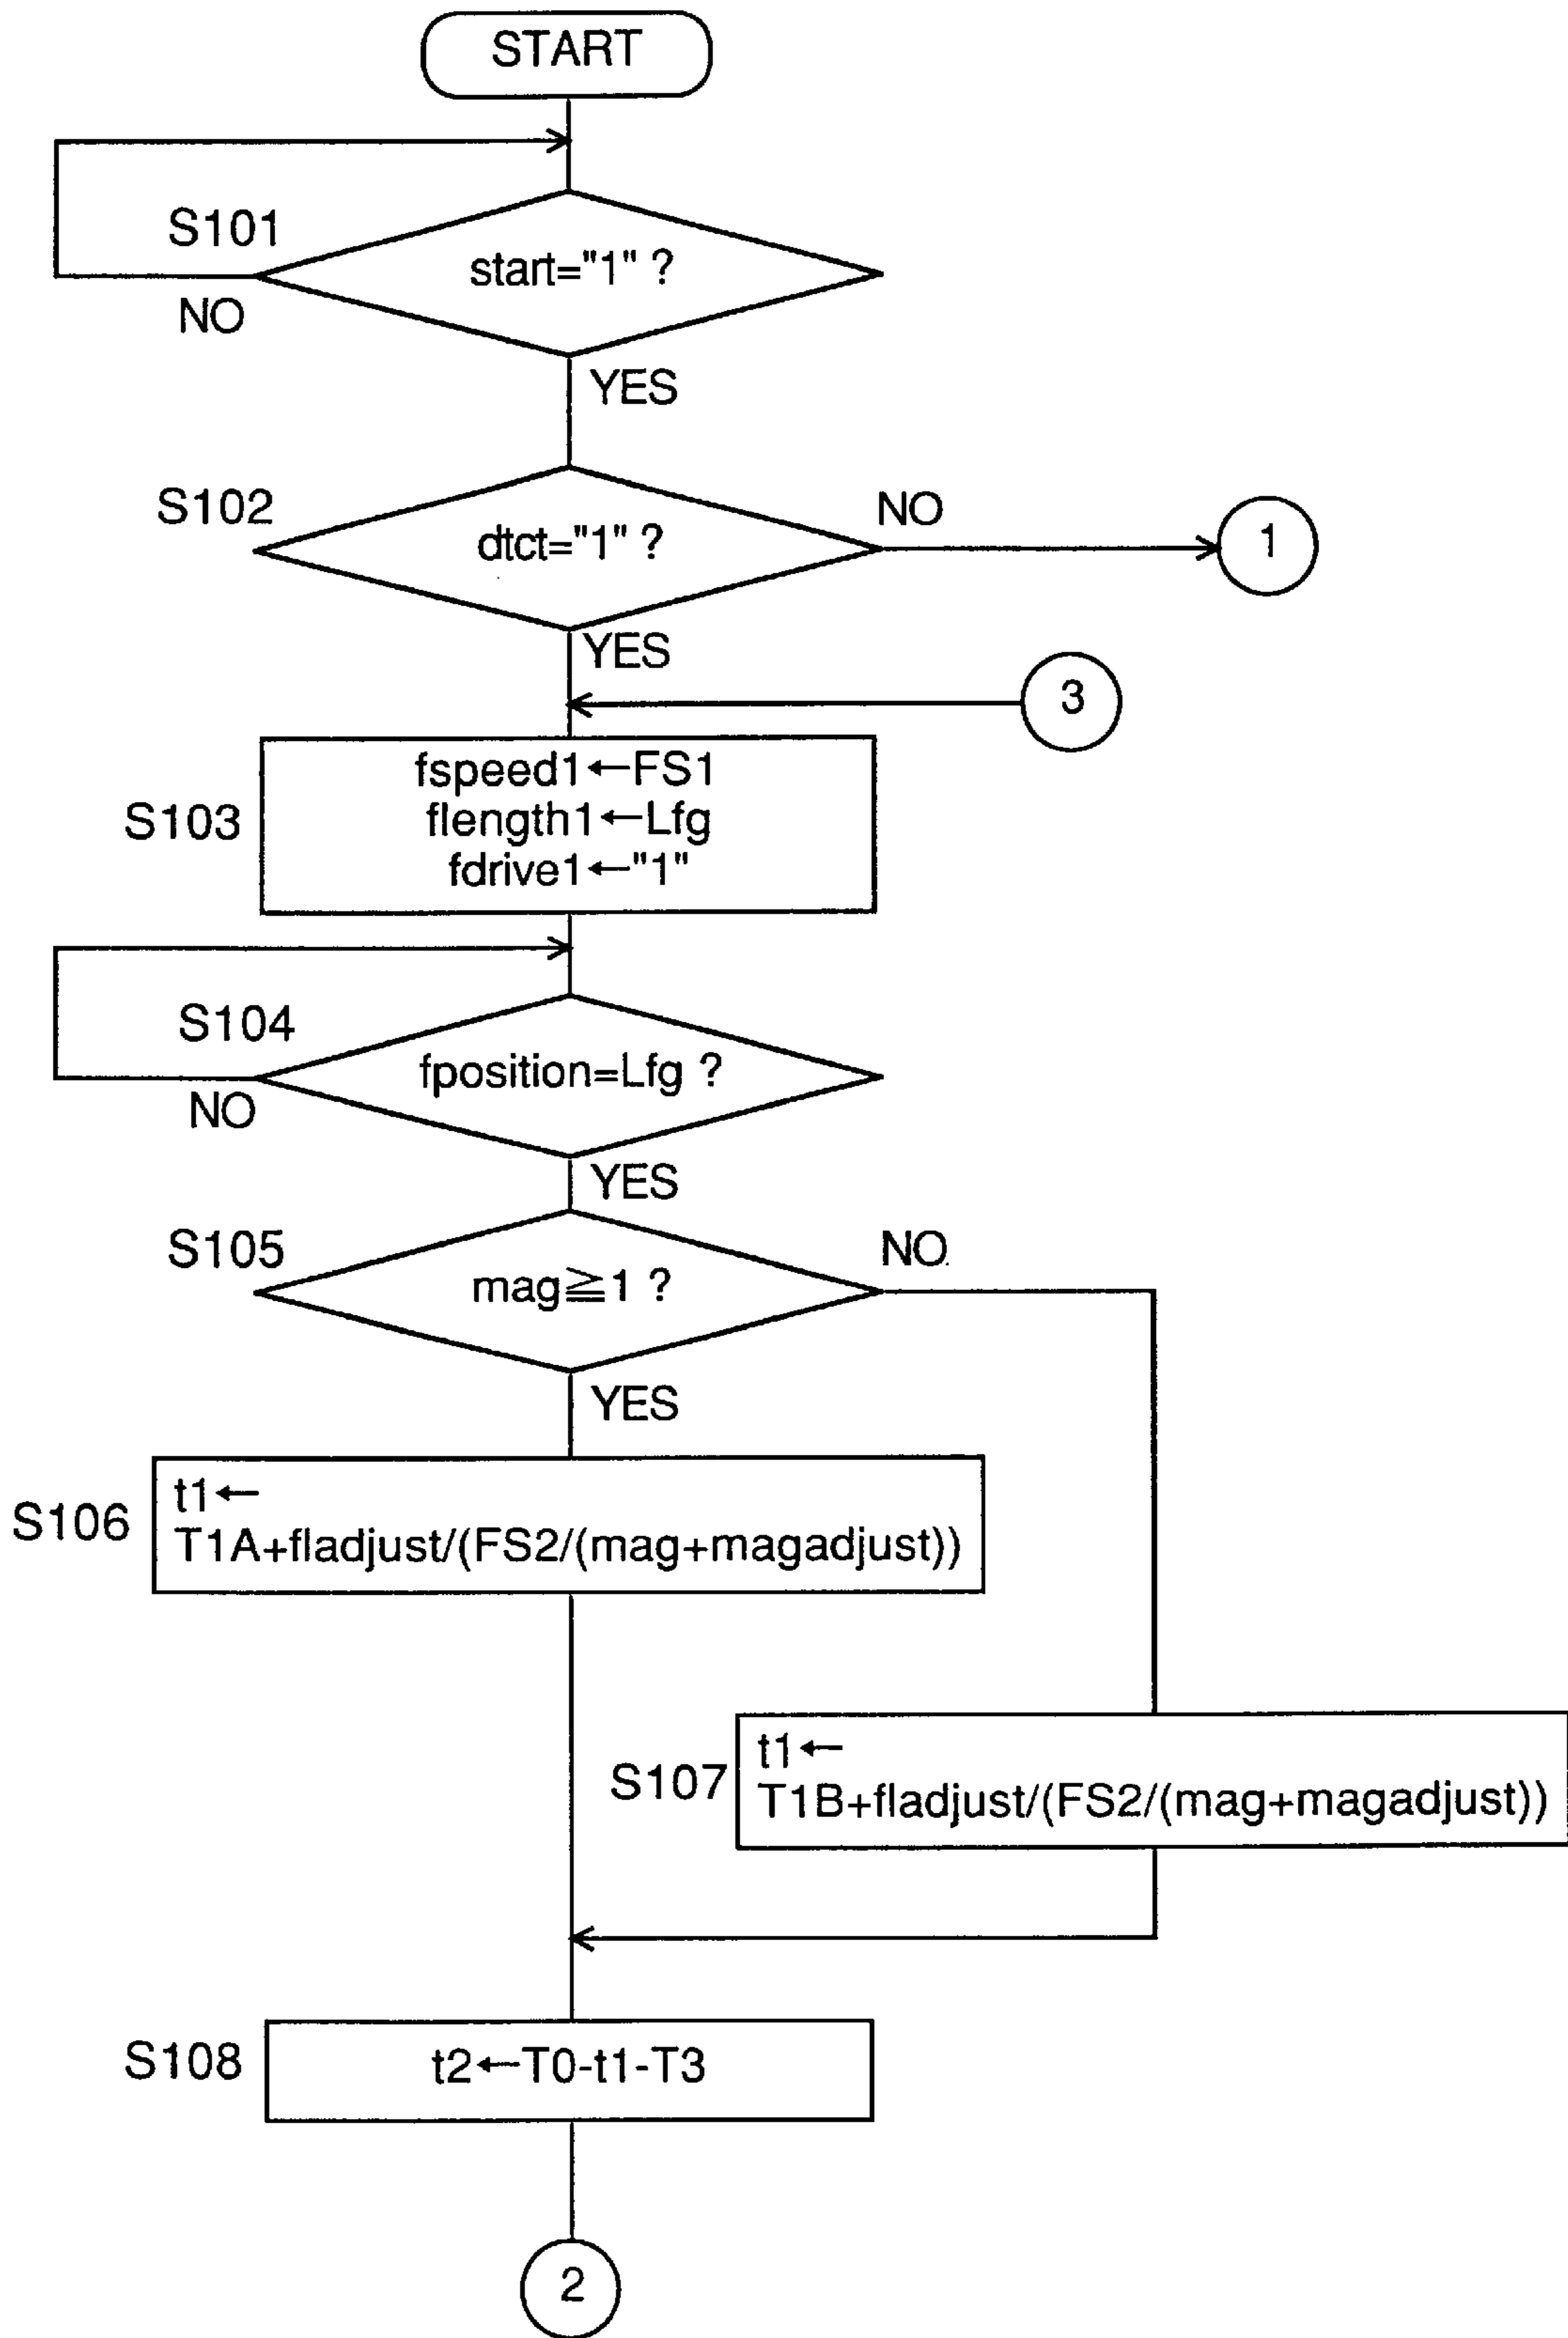 START
S101
start="1" ?
NO
YES
S102
dtct="1" ?
NO
1
YES
3
S103
fspeed1←FS1
flength1←Lfg
fdrive1←"1"
S104
fposition=Lfg ?
NO
YES
S105
mag≧1 ?
NO
YES
S106
t1←
T1A+fladjust/(FS2/(mag+magadjust))
S107
t1←
T1B+fladjust/(FS2/(mag+magadjust))
S108
t2←T0-t1-T3
2